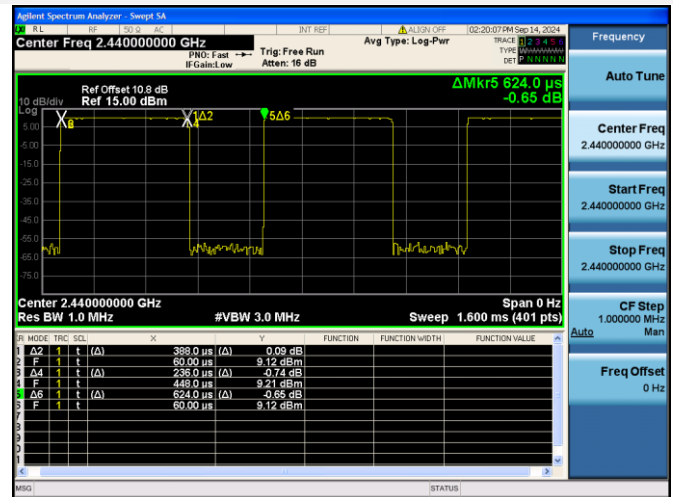 Agilent Spectrum Analyzer - Swept SA
RL RF 50 Ω AC INT REF ALIGN OFF 02:20:07 PM Sep 14, 2024
Center Freq 2.440000000 GHz
PNO: Fast
IFGain:Low
Trig: Free Run
Atten: 16 dB
Avg Type: Log-Pwr
TRACE 1 2 3 4 5 6
TYPE
DET P N N N N N
Ref Offset 10.8 dB
10 dB/div Ref 15.00 dBm
Log
ΔMkr5 624.0 µs
-0.65 dB
1Δ2
5Δ6
4
5.00
-5.00
-15.0
-25.0
-35.0
-45.0
-55.0
-65.0
-75.0
Center 2.440000000 GHz Span 0 Hz
Res BW 1.0 MHz #VBW 3.0 MHz Sweep 1.600 ms (401 pts)
MODE TRC SCL X Y FUNCTION FUNCTION WIDTH FUNCTION VALUE
1 Δ2 1 t (Δ) 388.0 µs (Δ) 0.09 dB
2 F 1 t 60.00 µs 9.12 dBm
3 Δ4 1 t (Δ) 236.0 µs (Δ) -0.74 dB
4 F 1 t 448.0 µs 9.21 dBm
5 Δ6 1 t (Δ) 624.0 µs (Δ) -0.65 dB
6 F 1 t 60.00 µs 9.12 dBm
7
8
9
MSG STATUS
Frequency
Auto Tune
Center Freq
2.440000000 GHz
Start Freq
2.440000000 GHz
Stop Freq
2.440000000 GHz
CF Step
1.000000 MHz
Auto Man
Freq Offset
0 Hz